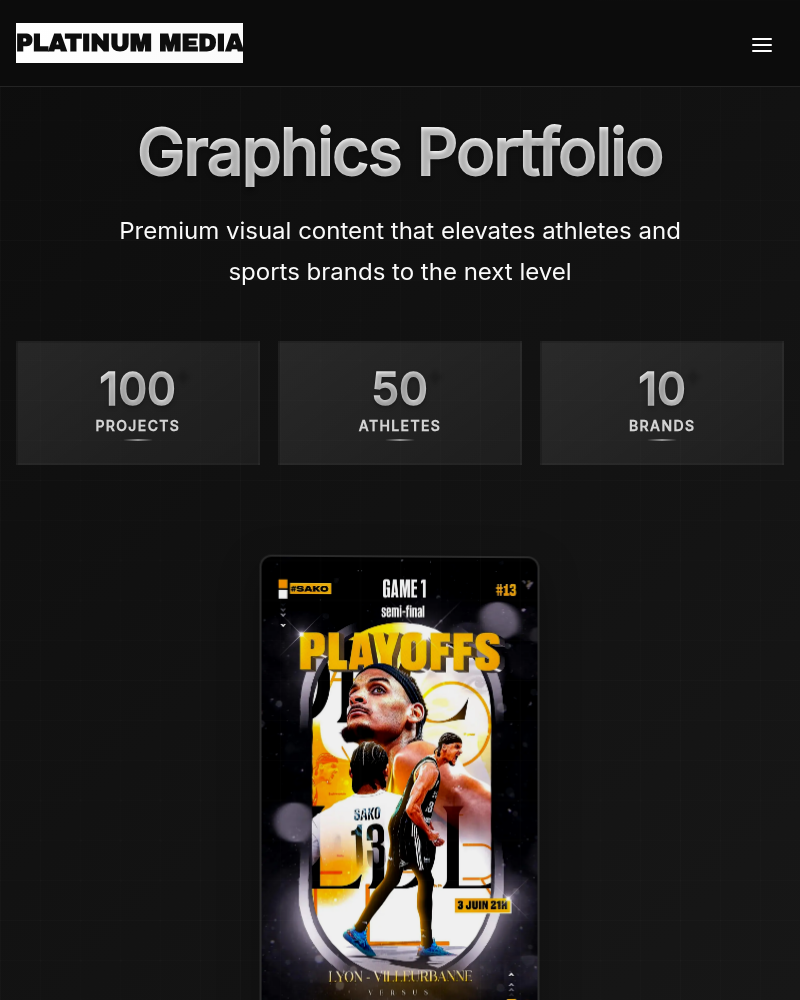 PLATINUM MEDIA
Graphics Portfolio
Premium visual content that elevates athletes and
sports brands to the next level
100
PROJECTS
50
ATHLETES
10
BRANDS
#SAKO
GAME 1
#13
semi-final
PLAYOFFS
SAKO
13
3 JUIN 21H
LYON - VILLEURBANNE
VERSUS